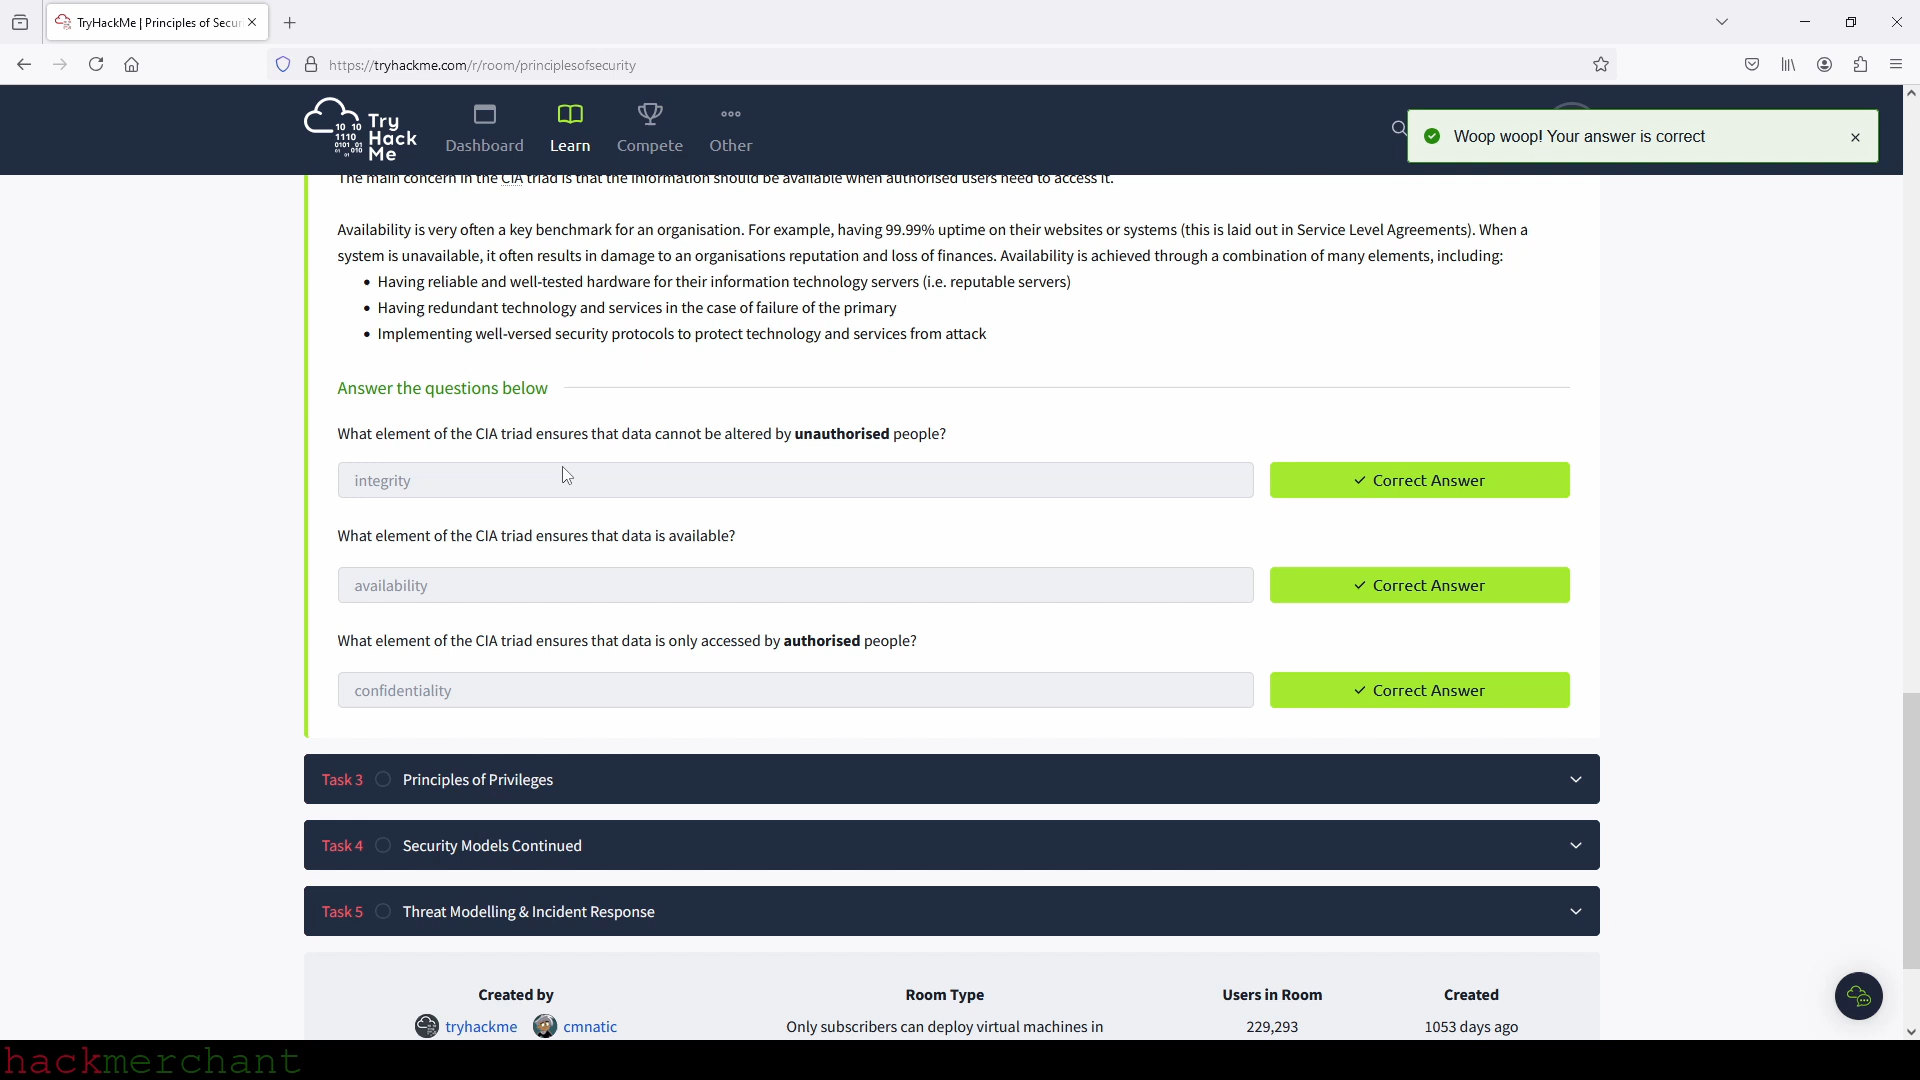 TryHackMe | Principles of Secur
https://tryhackme.com/r/room/principlesofsecurity
10 10
1110
0101 01
01 010
Try
Hack
Me
Dashboard
Learn
Compete
Other
Woop woop! Your answer is correct
The main concern in the CIA triad is that the information should be available when authorised users need to access it.
Availability is very often a key benchmark for an organisation. For example, having 99.99% uptime on their websites or systems (this is laid out in Service Level Agreements). When a
system is unavailable, it often results in damage to an organisations reputation and loss of finances. Availability is achieved through a combination of many elements, including:
• Having reliable and well-tested hardware for their information technology servers (i.e. reputable servers)
• Having redundant technology and services in the case of failure of the primary
• Implementing well-versed security protocols to protect technology and services from attack
Answer the questions below
What element of the CIA triad ensures that data cannot be altered by unauthorised people?
integrity
✓ Correct Answer
What element of the CIA triad ensures that data is available?
availability
✓ Correct Answer
What element of the CIA triad ensures that data is only accessed by authorised people?
confidentiality
✓ Correct Answer
Task 3 Principles of Privileges
Task 4 Security Models Continued
Task 5 Threat Modelling & Incident Response
Created by
tryhackme cmnatic
Room Type
Only subscribers can deploy virtual machines in
Users in Room
229,293
Created
1053 days ago
hackmerchant